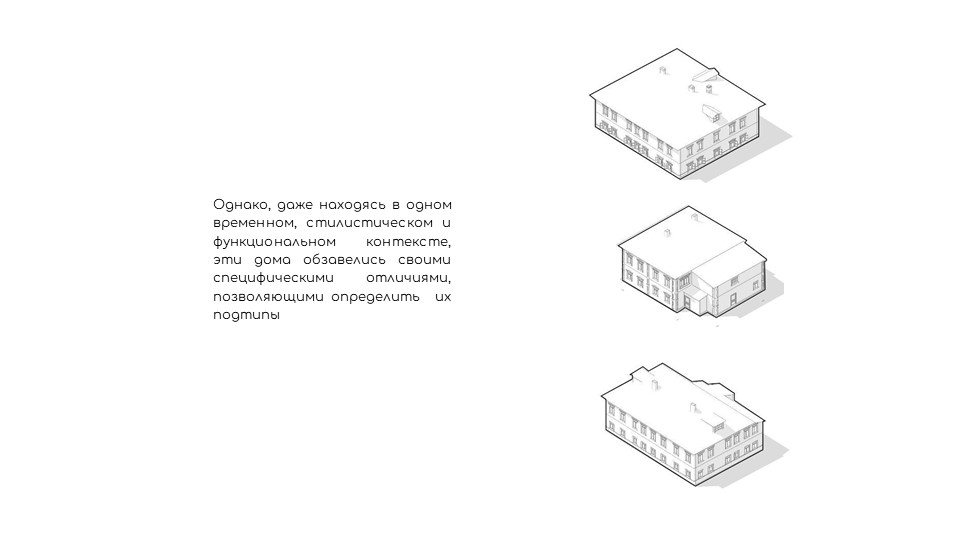 Однако, даже находясь в одном
временном, стилистическом и
функциональном контексте,
эти дома обзавелись своими
специфическими отличиями,
позволяющими определить их
подтипы